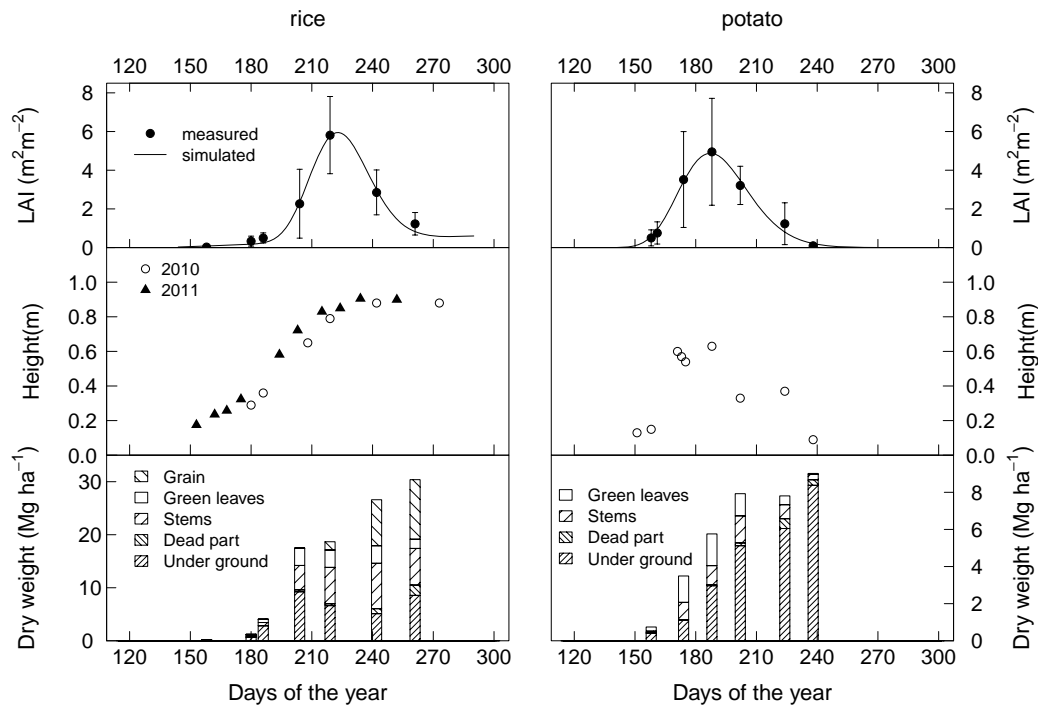 rice
potato
120 150 180 210 240 270 300
120 150 180 210 240 270 300
LAI (m²m⁻²)
8
6
4
2
0
measured
simulated
8
6
4
2
0
LAI (m²m⁻²)
Height(m)
1.0
0.8
0.6
0.4
0.2
2010
2011
1.0
0.8
0.6
0.4
0.2
0.0
Height(m)
Dry weight (Mg ha⁻¹)
30
20
10
0
Grain
Green leaves
Stems
Dead part
Under ground
Green leaves
Stems
Dead part
Under ground
8
6
4
2
0
Dry weight (Mg ha⁻¹)
120 150 180 210 240 270 300
120 150 180 210 240 270 300
Days of the year
Days of the year